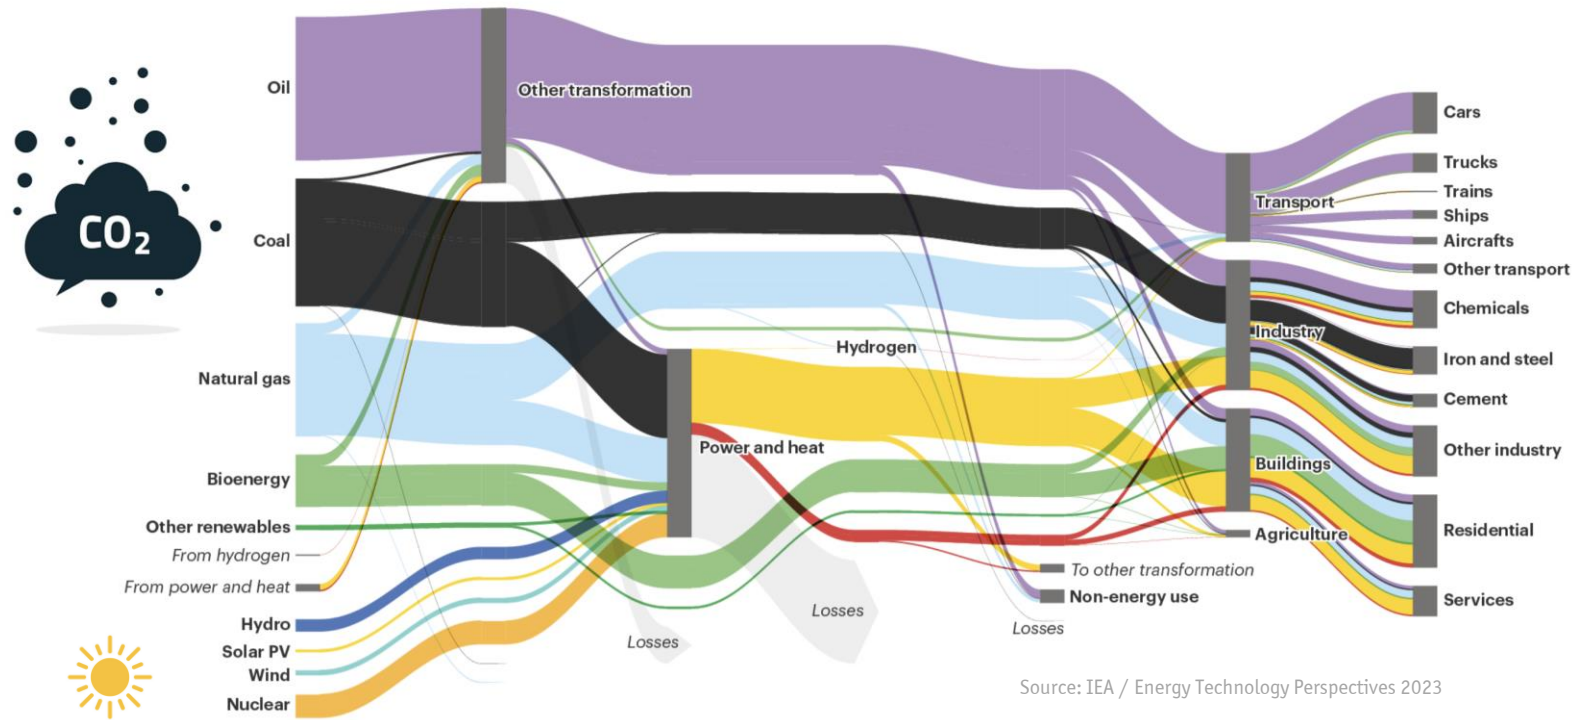 CO2
Oil
Coal
Natural gas
Bioenergy
Other renewables
From hydrogen
From power and heat
Hydro
Solar PV
Wind
Nuclear
Other transformation
Power and heat
Losses
Losses
Hydrogen
To other transformation
Non-energy use
Losses
Transport
Industry
Buildings
Agriculture
Cars
Trucks
Trains
Ships
Aircrafts
Other transport
Chemicals
Iron and steel
Cement
Other industry
Residential
Services
Source: IEA / Energy Technology Perspectives 2023